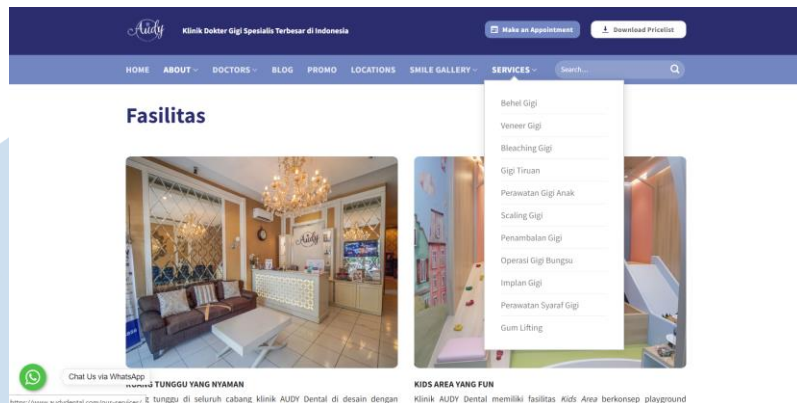 Audy
Klinik Dokter Gigi Spesialis Terbesar di Indonesia
Make an Appointment
Download Pricelist
HOME ABOUT DOCTORS BLOG PROMO LOCATIONS SMILE GALLERY SERVICES Search...
Fasilitas
Behel Gigi
Veneer Gigi
Bleaching Gigi
Gigi Tiruan
Perawatan Gigi Anak
Scaling Gigi
Penambalan Gigi
Operasi Gigi Bungsu
Implan Gigi
Perawatan Syaraf Gigi
Gum Lifting
Audy
Chat Us via WhatsApp
TUNGGU YANG NYAMAN
tunggu di seluruh cabang klinik AUDY Dental di desain dengan
KIDS AREA YANG FUN
Klinik AUDY Dental memiliki fasilitas Kids Area berkonsep playground